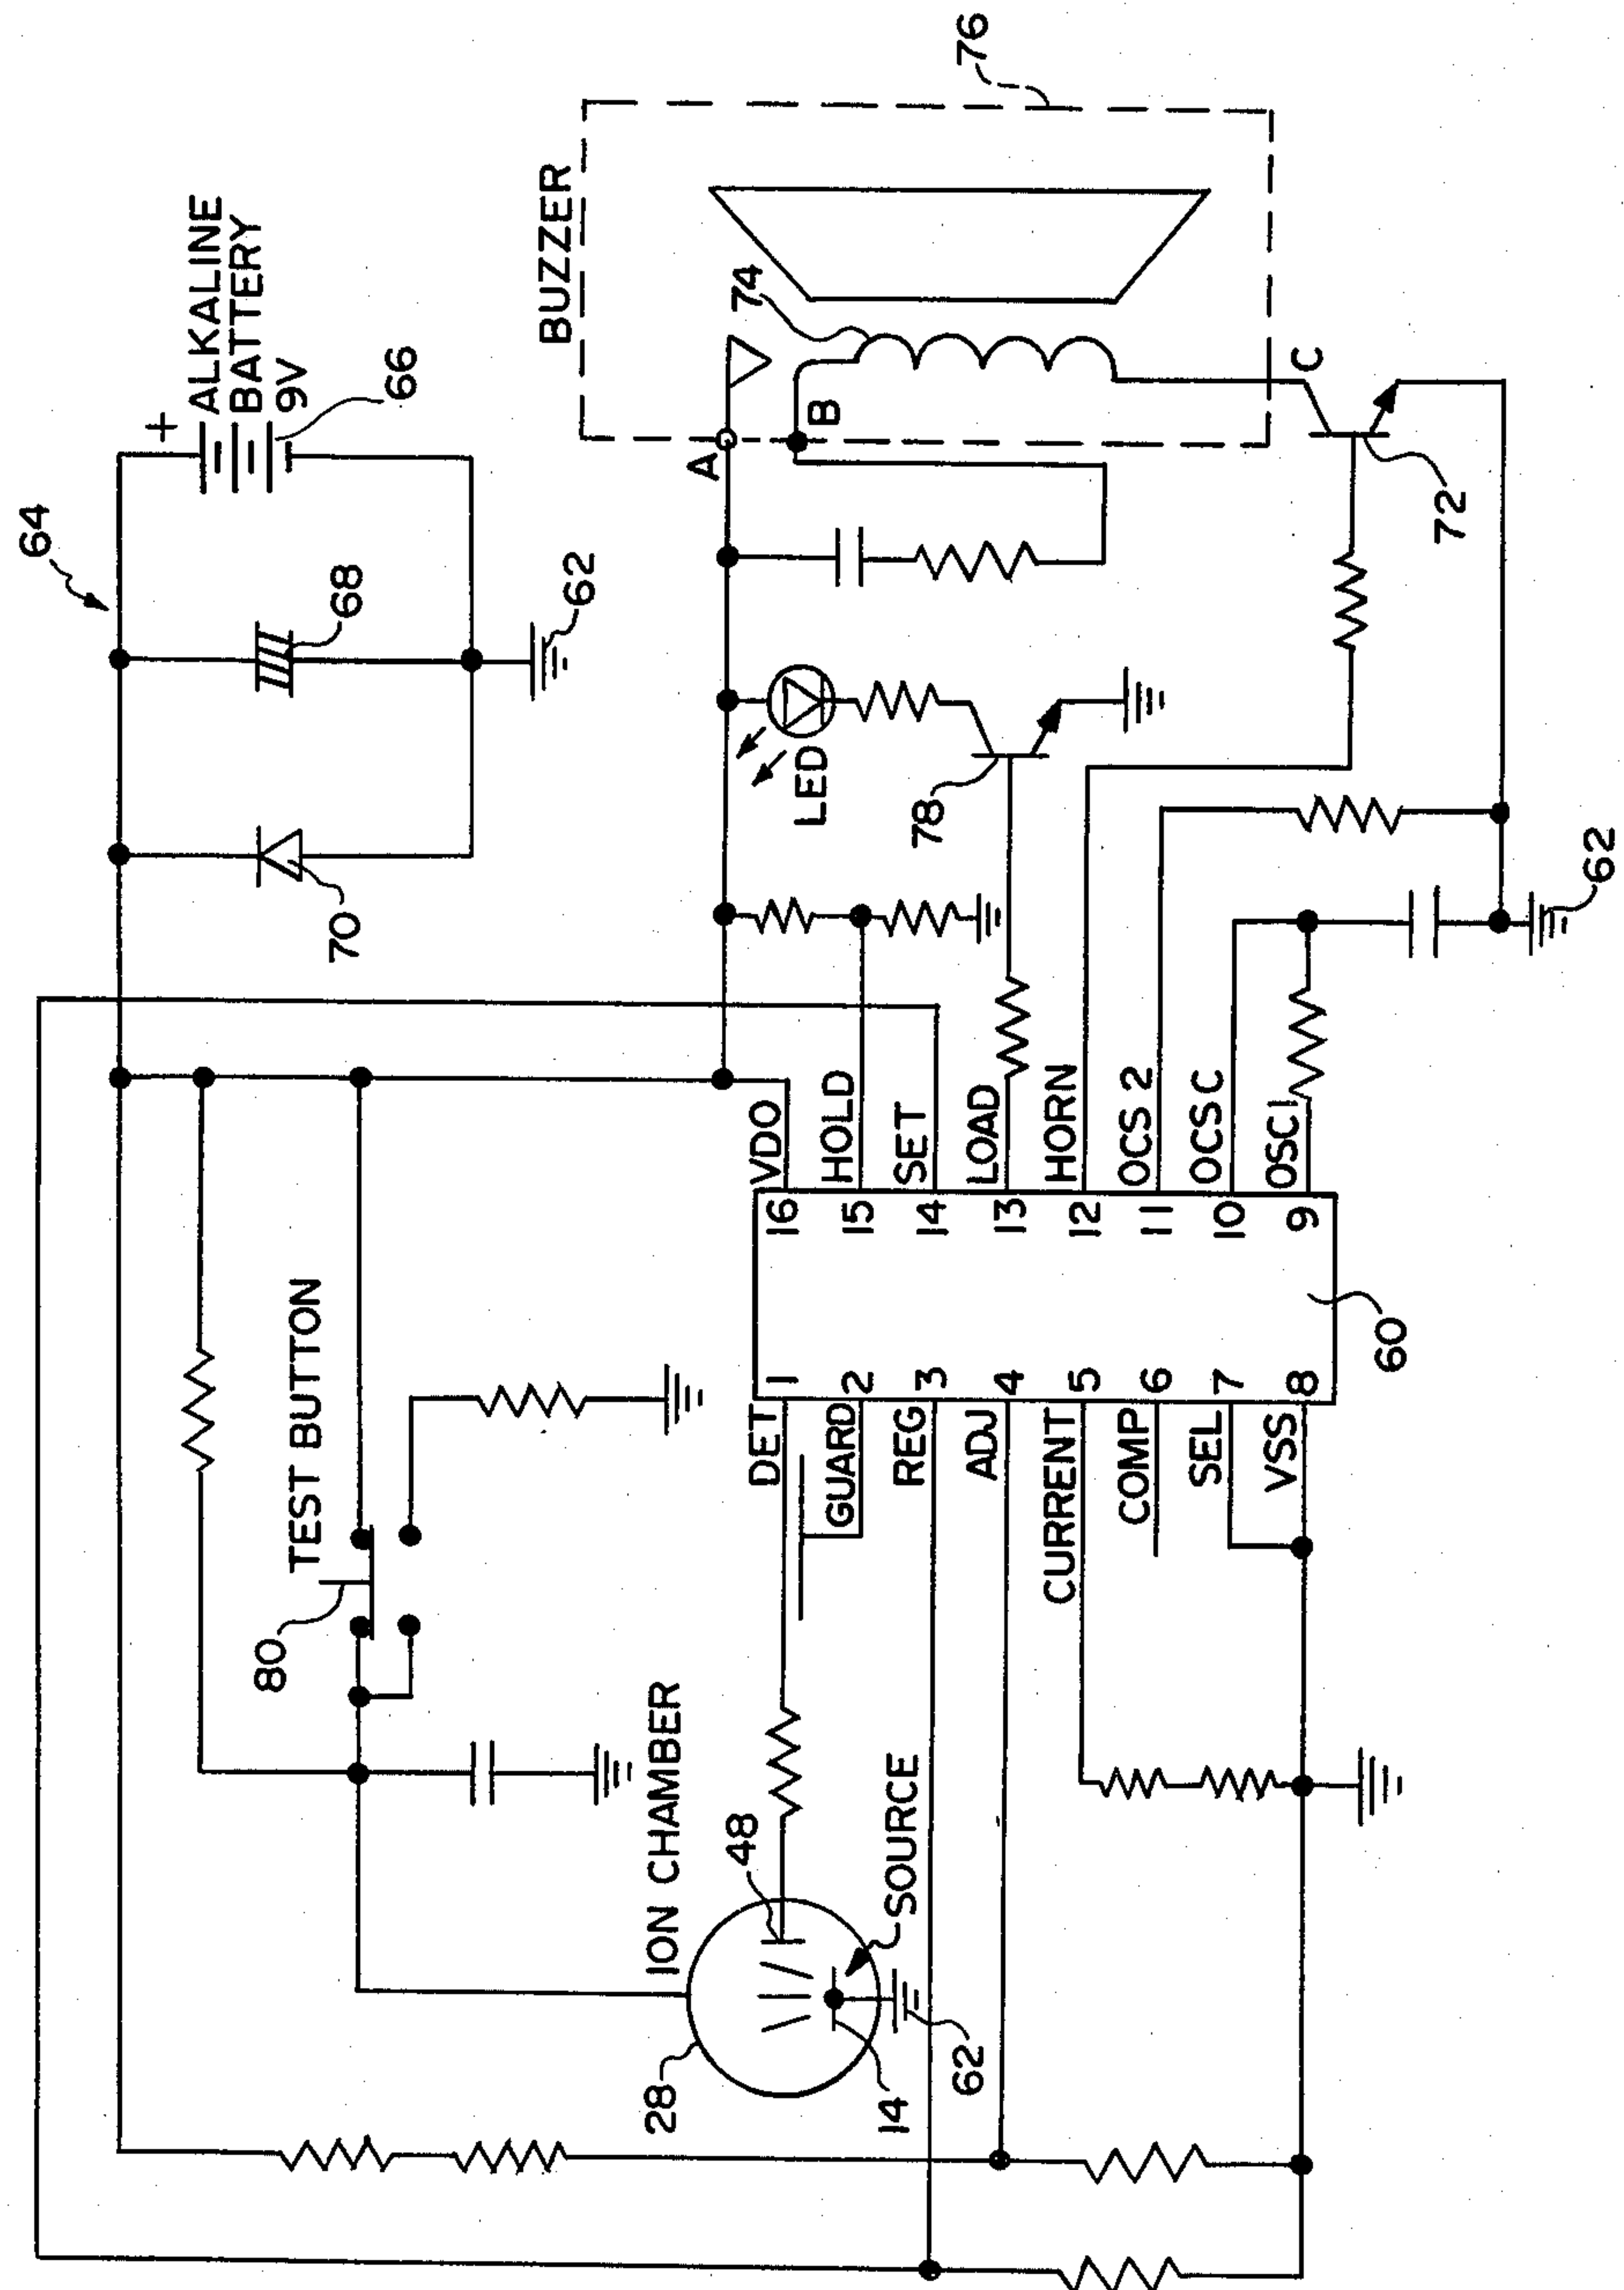 64
+
ALKALINE
BATTERY
9V
66
68
70
62
TEST BUTTON
80
BUZZER
76
74
A
B
C
72
LED
78
ION CHAMBER
28
48
SOURCE
14
62
DET
GUARD
REG
ADJ
CURRENT
COMP
SEL
VSS
1
2
3
4
5
6
7
8
16
15
14
13
12
11
10
9
VDO
HOLD
SET
LOAD
HORN
OCS 2
OCS C
OSC I
60
62